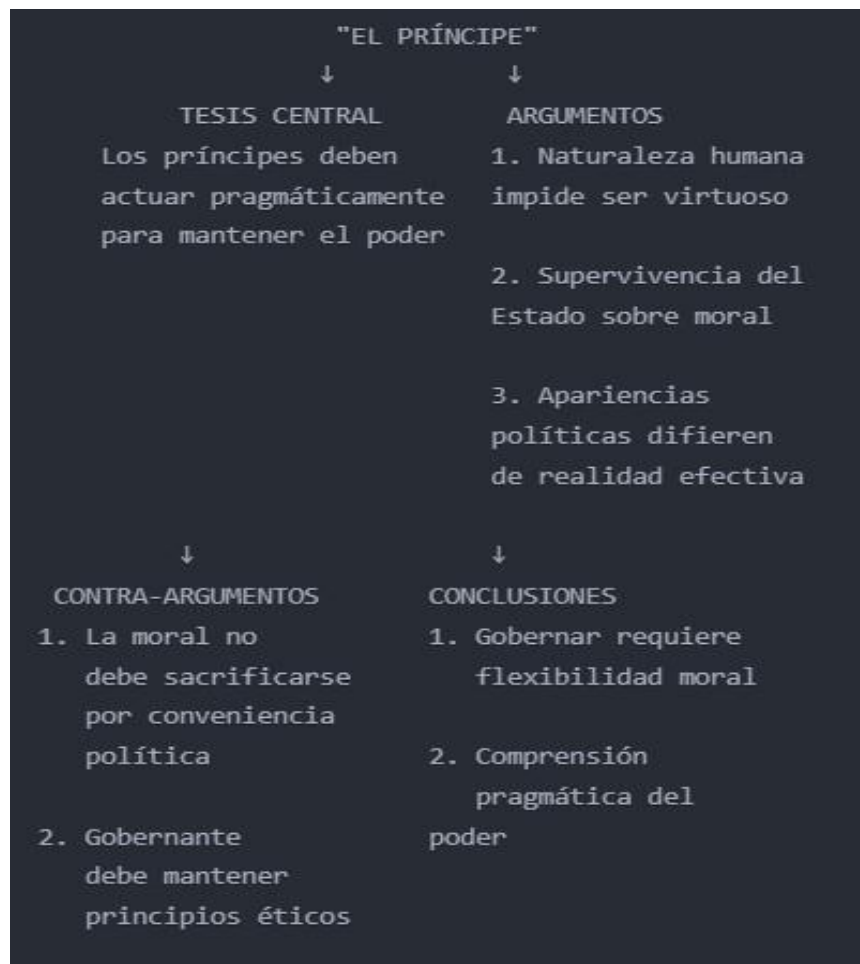 "EL PRÍNCIPE"
↓ ↓
TESIS CENTRAL
Los príncipes deben
actuar pragmáticamente
para mantener el poder
ARGUMENTOS
1. Naturaleza humana
impide ser virtuoso
2. Supervivencia del
Estado sobre moral
3. Apariencias
políticas difieren
de realidad efectiva
↓ ↓
CONTRA-ARGUMENTOS
1. La moral no
debe sacrificarse
por conveniencia
política
2. Gobernante
debe mantener
principios éticos
CONCLUSIONES
1. Gobernar requiere
flexibilidad moral
2. Comprensión
pragmática del
poder